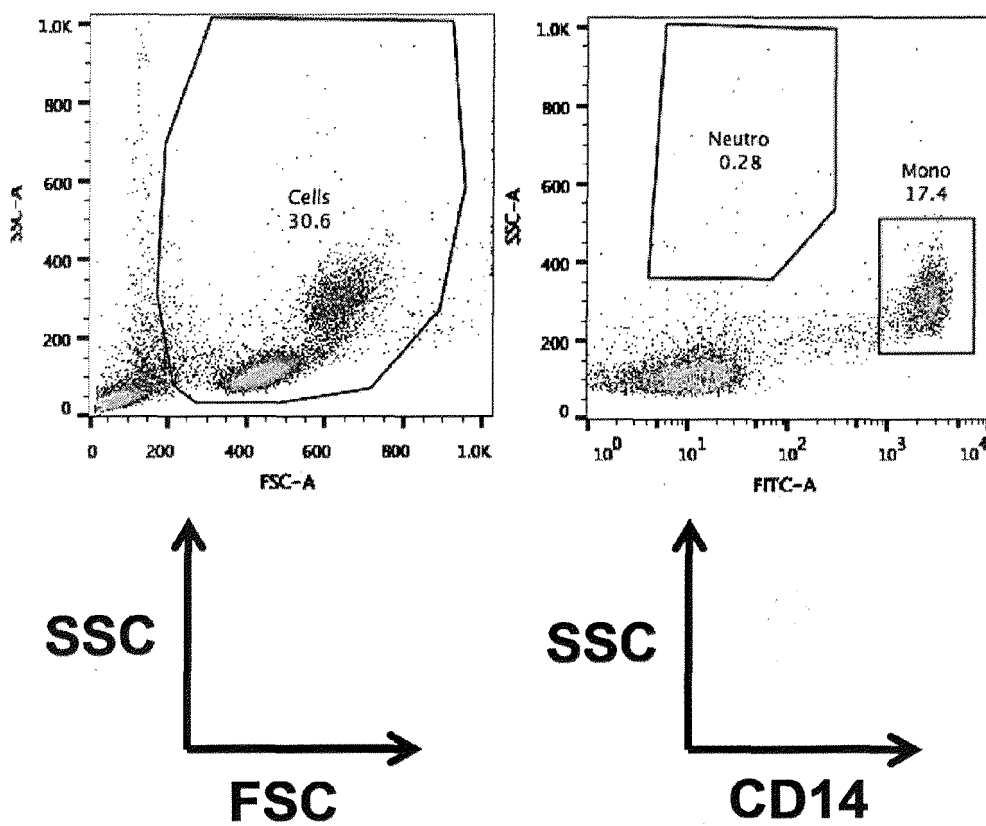 1.0K
800
600
400
200
0
SSC-A
Cells
30.6
0 200 400 600 800 1.0K
FSC-A
1.0K
800
600
400
200
0
SSC-A
Neutro
0.28
Mono
17.4
10^0 10^1 10^2 10^3 10^4
FITC-A
SSC
FSC
SSC
CD14